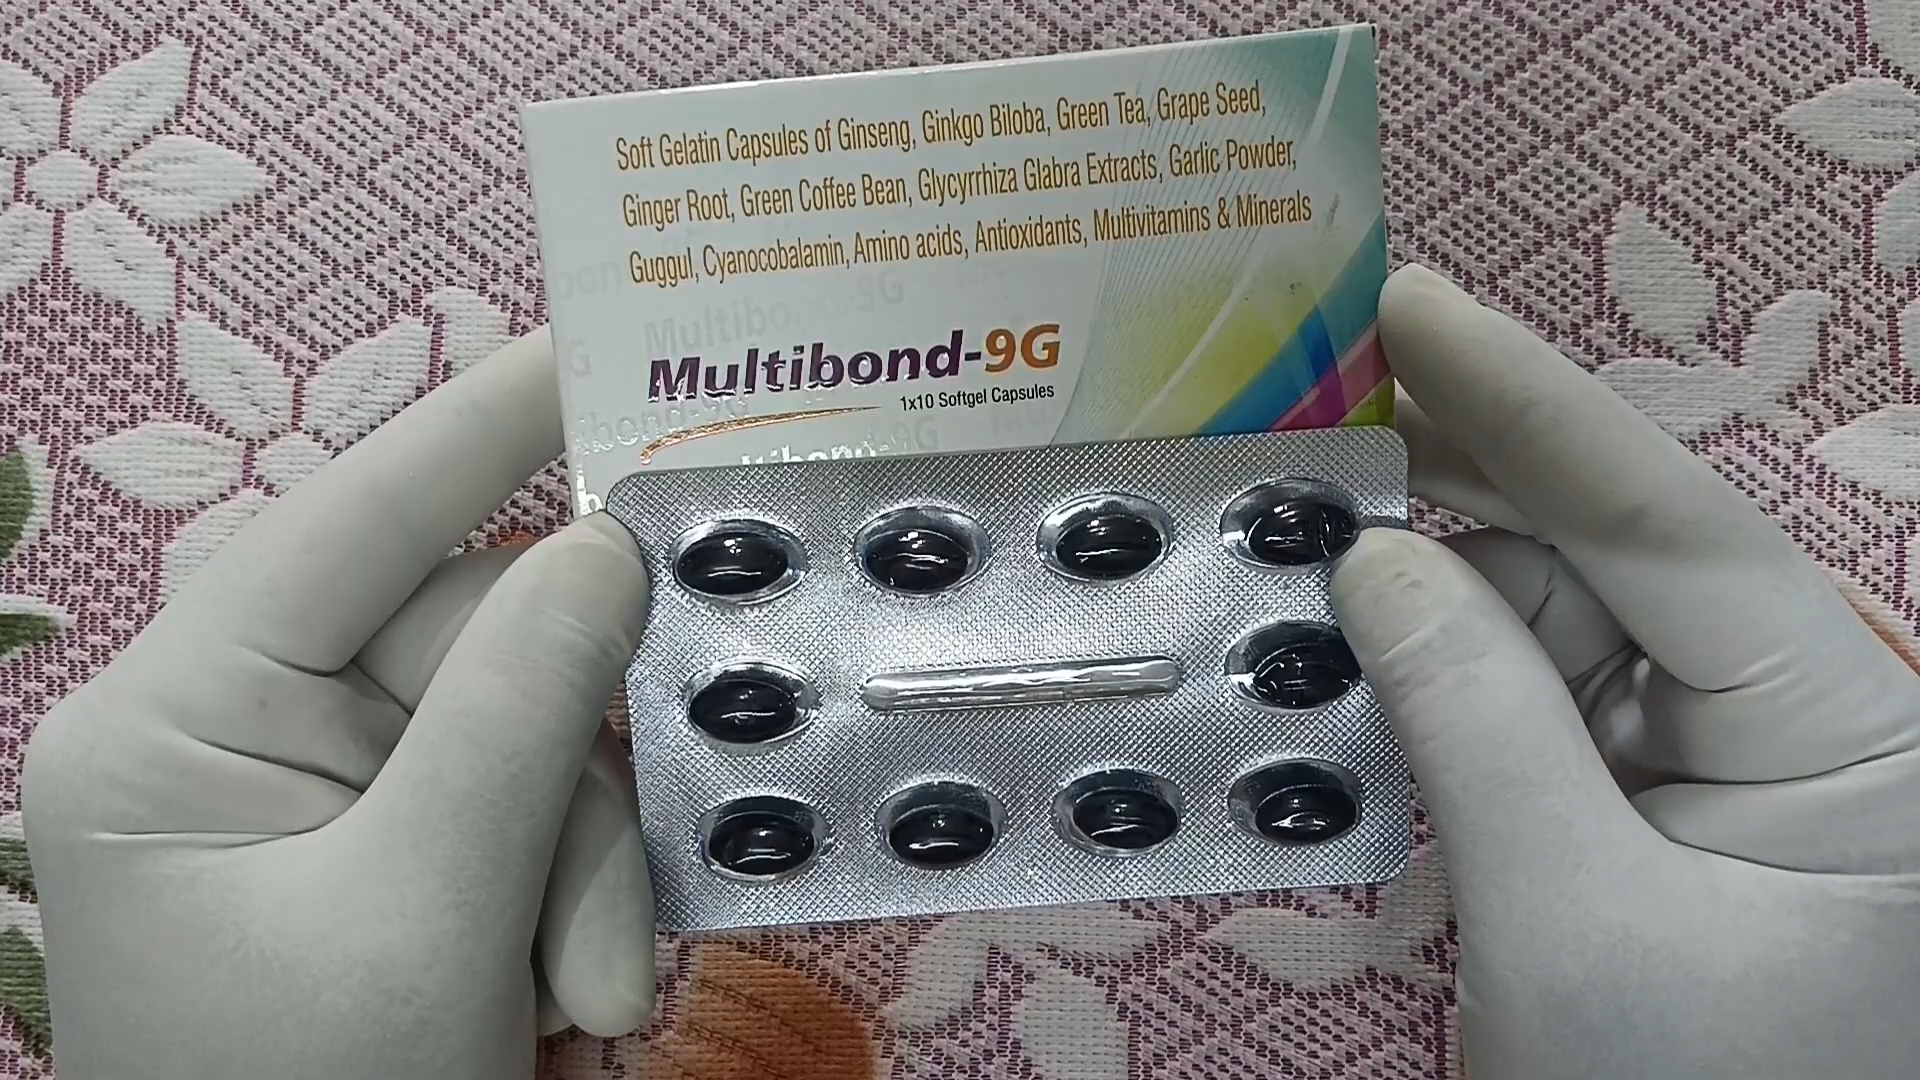 Soft Gelatin Capsules of Ginseng, Ginkgo Biloba, Green Tea, Grape Seed,
Ginger Root, Green Coffee Bean, Glycyrrhiza Glabra Extracts, Garlic Powder,
Guggul, Cyanocobalamin, Amino acids, Antioxidants, Multivitamins & Minerals
Multibond-9G
1x10 Softgel Capsules